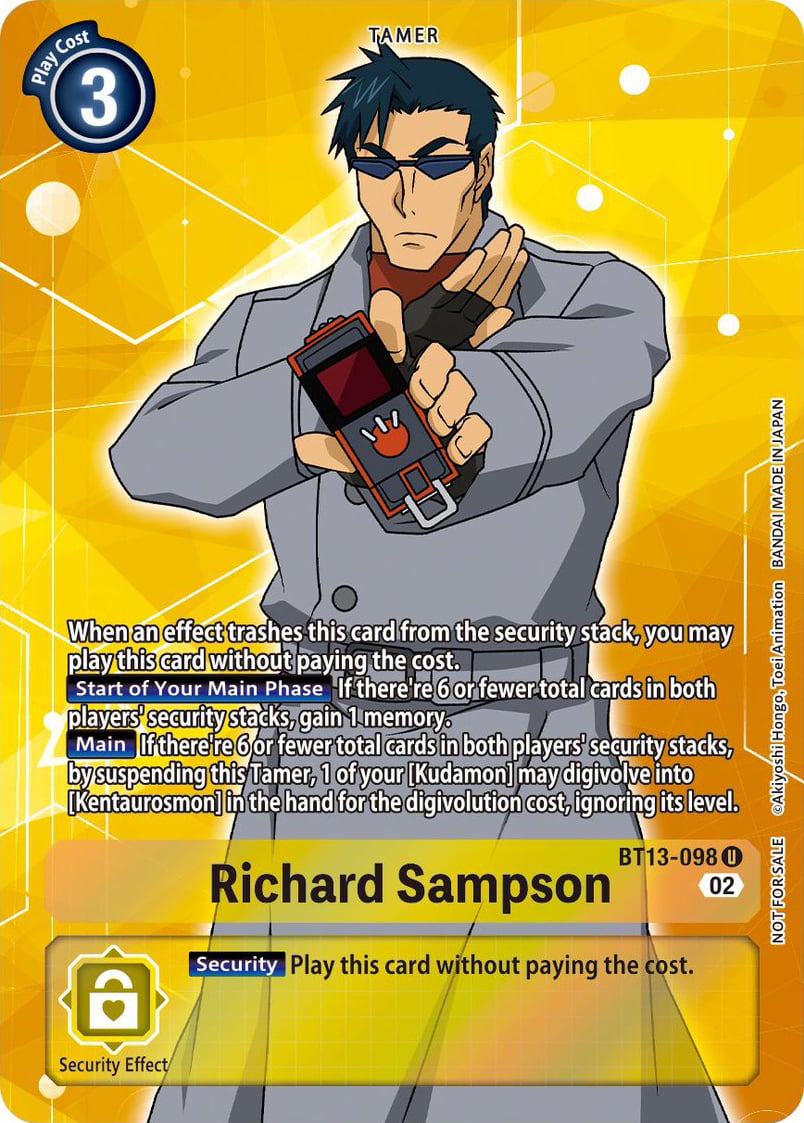 TAMER
Play Cost
3
When an effect trashes this card from the security stack, you may
play this card without paying the cost.
Start of Your Main Phase If there're 6 or fewer total cards in both
players' security stacks, gain 1 memory.
Main If there're 6 or fewer total cards in both players' security stacks,
by suspending this Tamer, 1 of your [Kudamon] may digivolve into
[Kentaurosmon] in the hand for the digivolution cost, ignoring its level.
BT13-098 U
Richard Sampson
02
Security Play this card without paying the cost.
Security Effect
©Akiyoshi Hongo, Toei Animation BANDAI MADE IN JAPAN
NOT FOR SALE